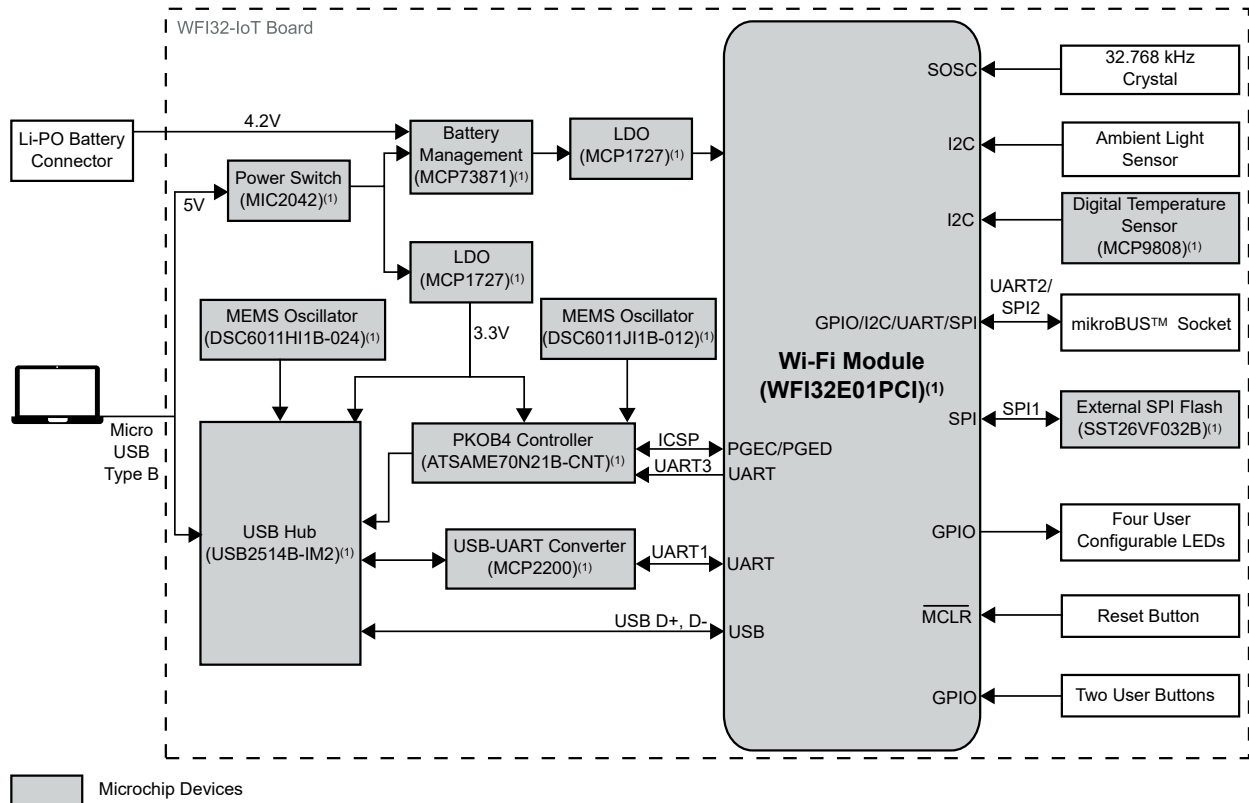 WFI32-IoT Board
Li-PO Battery
Connector
4.2V
5V
Power Switch
(MIC2042)(1)
Battery
Management
(MCP73871)(1)
LDO
(MCP1727)(1)
LDO
(MCP1727)(1)
3.3V
MEMS Oscillator
(DSC6011HI1B-024)(1)
MEMS Oscillator
(DSC6011JI1B-012)(1)
Micro
USB
Type B
USB Hub
(USB2514B-IM2)(1)
PKOB4 Controller
(ATSAME70N21B-CNT)(1)
ICSP
UART3
USB-UART Converter
(MCP2200)(1)
UART1
USB D+, D-
Wi-Fi Module
(WFI32E01PCI)(1)
PGEC/PGED
UART
UART
USB
SOSC
I2C
I2C
GPIO/I2C/UART/SPI
SPI
GPIO
MCLR
GPIO
32.768 kHz
Crystal
Ambient Light
Sensor
Digital Temperature
Sensor
(MCP9808)(1)
UART2/
SPI2
mikroBUS™ Socket
SPI1
External SPI Flash
(SST26VF032B)(1)
Four User
Configurable LEDs
Reset Button
Two User Buttons
Microchip Devices